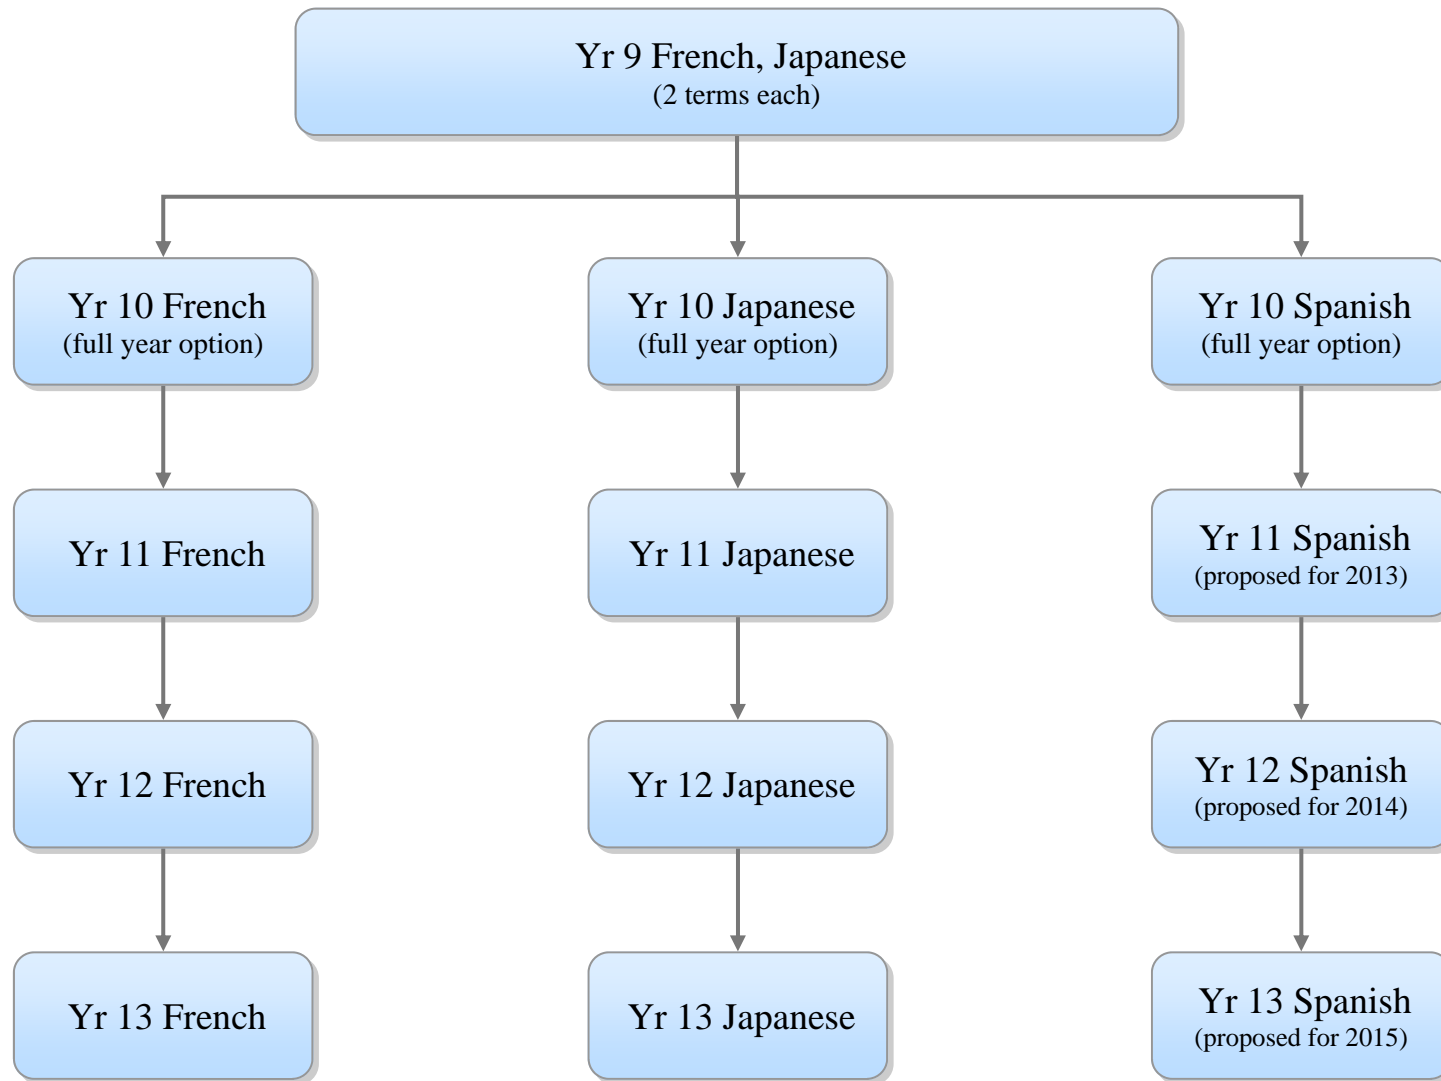 Yr 9 French, Japanese
(2 terms each)
Yr 10 French
(full year option)
Yr 10 Japanese
(full year option)
Yr 10 Spanish
(full year option)
Yr 11 French
Yr 11 Japanese
Yr 11 Spanish
(proposed for 2013)
Yr 12 French
Yr 12 Japanese
Yr 12 Spanish
(proposed for 2014)
Yr 13 French
Yr 13 Japanese
Yr 13 Spanish
(proposed for 2015)